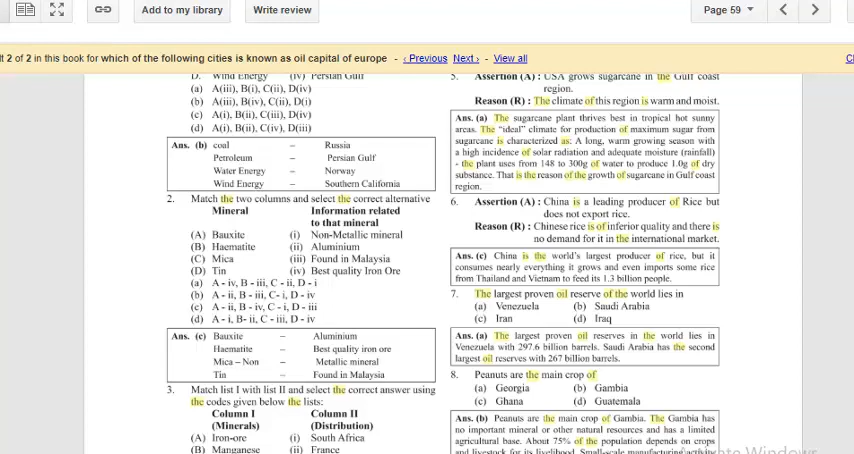 Add to my library
Write review
Page 59
2 of 2 in this book for which of the following cities is known as oil capital of europe - ‹ Previous Next › - View all
D. Wind Energy (iv) Persian Gulf
(a) A(iii), B(i), C(ii), D(iv)
(b) A(iii), B(iv), C(i), D(i)
(c) A(i), B(ii), C(iii), D(iv)
(d) A(i), B(ii), C(iv), D(iii)
Ans. (b) coal – Russia
Petroleum – Persian Gulf
Water Energy – Norway
Wind Energy – Southern California
2. Match the two columns and select the correct alternative
Mineral Information related
to that mineral
(A) Bauxite (i) Non-Metallic mineral
(B) Haematite (ii) Aluminium
(C) Mica (iii) Found in Malaysia
(D) Tin (iv) Best quality Iron Ore
(a) A - iv, B - iii, C - ii, D - i
(b) A - ii, B - iii, C- i, D - iv
(c) A - ii, B - iv, C - i, D - iii
(d) A - i, B- ii, C - iii, D - iv
Ans. (c) Bauxite – Aluminium
Haematite – Best quality iron ore
Mica – Non – Metallic mineral
Tin – Found in Malaysia
3. Match list I with list II and select the correct answer using
the codes given below the lists:
Column I Column II
(Minerals) (Distribution)
(A) Iron-ore (i) South Africa
(B) Manganese (ii) France
5. Assertion (A) : USA grows sugarcane in the Gulf coast
region.
Reason (R) : The climate of this region is warm and moist.
Ans. (a) The sugarcane plant thrives best in tropical hot sunny
areas. The "ideal" climate for production of maximum sugar from
sugarcane is characterized as: A long, warm growing season with
a high incidence of solar radiation and adequate moisture (rainfall)
- the plant uses from 148 to 300g of water to produce 1.0g of dry
substance. That is the reason of the growth of sugarcane in Gulf coast
region.
6. Assertion (A) : China is a leading producer of Rice but
does not export rice.
Reason (R) : Chinese rice is of inferior quality and there is
no demand for it in the international market.
Ans. (c) China is the world's largest producer of rice, but it
consumes nearly everything it grows and even imports some rice
from Thailand and Vietnam to feed its 1.3 billion people.
7. The largest proven oil reserve of the world lies in
(a) Venezuela (b) Saudi Arabia
(c) Iran (d) Iraq
Ans. (a) The largest proven oil reserves in the world lies in
Venezuela with 297.6 billion barrels. Saudi Arabia has the second
largest oil reserves with 267 billion barrels.
8. Peanuts are the main crop of
(a) Georgia (b) Gambia
(c) Ghana (d) Guatemala
Ans. (b) Peanuts are the main crop of Gambia. The Gambia has
no important mineral or other natural resources and has a limited
agricultural base. About 75% of the population depends on crops
and livestock for its livelihood. Small-scale manufacturing activity